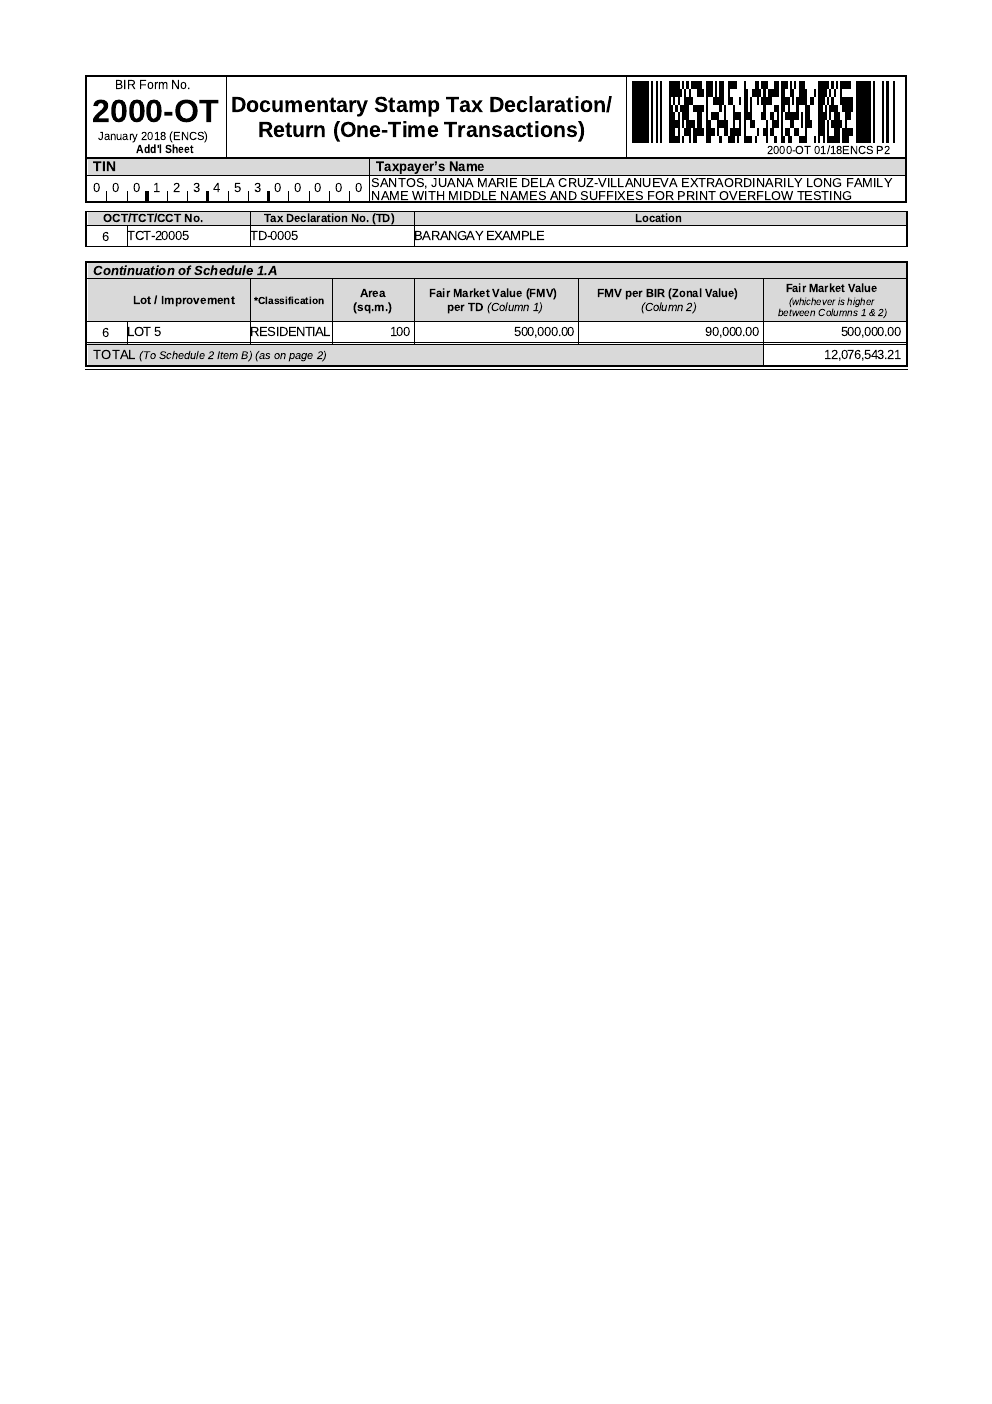 BIR Form No.
2000-OT
January 2018 (ENCS)
Add'l Sheet
Documentary Stamp Tax Declaration/
Return (One-Time Transactions)
2000-OT 01/18ENCS P2
TIN Taxpayer's Name
0 0 0 1 2 3 4 5 3 0 0 0 0 0 SANTOS, JUANA MARIE DELA CRUZ-VILLANUEVA EXTRAORDINARILY LONG FAMILY
NAME WITH MIDDLE NAMES AND SUFFIXES FOR PRINT OVERFLOW TESTING
OCT/TCT/CCT No. Tax Declaration No. (TD) Location
6 TCT-20005 TD-0005 BARANGAY EXAMPLE
Continuation of Schedule 1.A
Lot / Improvement *Classification Area
(sq.m.)
Fair Market Value (FMV)
per TD (Column 1)
FMV per BIR (Zonal Value)
(Column 2)
Fair Market Value
(whichever is higher
between Columns 1 & 2)
6 LOT 5 RESIDENTIAL 100 500,000.00 90,000.00 500,000.00
TOTAL (To Schedule 2 Item B) (as on page 2) 12,076,543.21